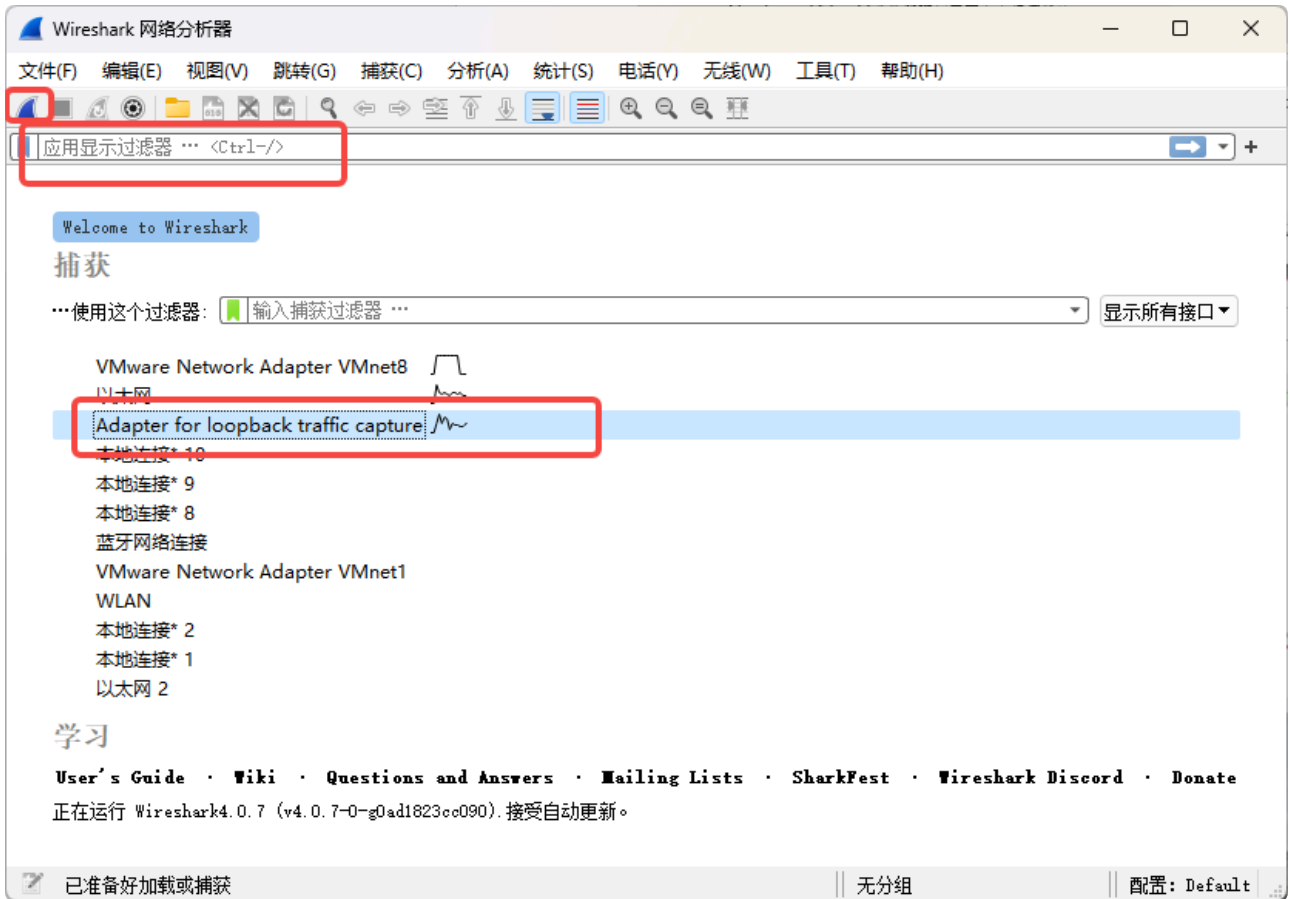 Wireshark 网络分析器
文件(F) 编辑(E) 视图(V) 跳转(G) 捕获(C) 分析(A) 统计(S) 电话(Y) 无线(W) 工具(T) 帮助(H)
应用显示过滤器 … <Ctrl-/>
Welcome to Wireshark
捕获
…使用这个过滤器: 输入捕获过滤器 … 显示所有接口
VMware Network Adapter VMnet8
以太网
Adapter for loopback traffic capture
本地连接* 10
本地连接* 9
本地连接* 8
蓝牙网络连接
VMware Network Adapter VMnet1
WLAN
本地连接* 2
本地连接* 1
以太网 2
学习
User's Guide · Wiki · Questions and Answers · Mailing Lists · SharkFest · Wireshark Discord · Donate
正在运行 Wireshark4.0.7 (v4.0.7-0-g0ad1823cc090).接受自动更新。
已准备好加载或捕获 无分组 配置: Default